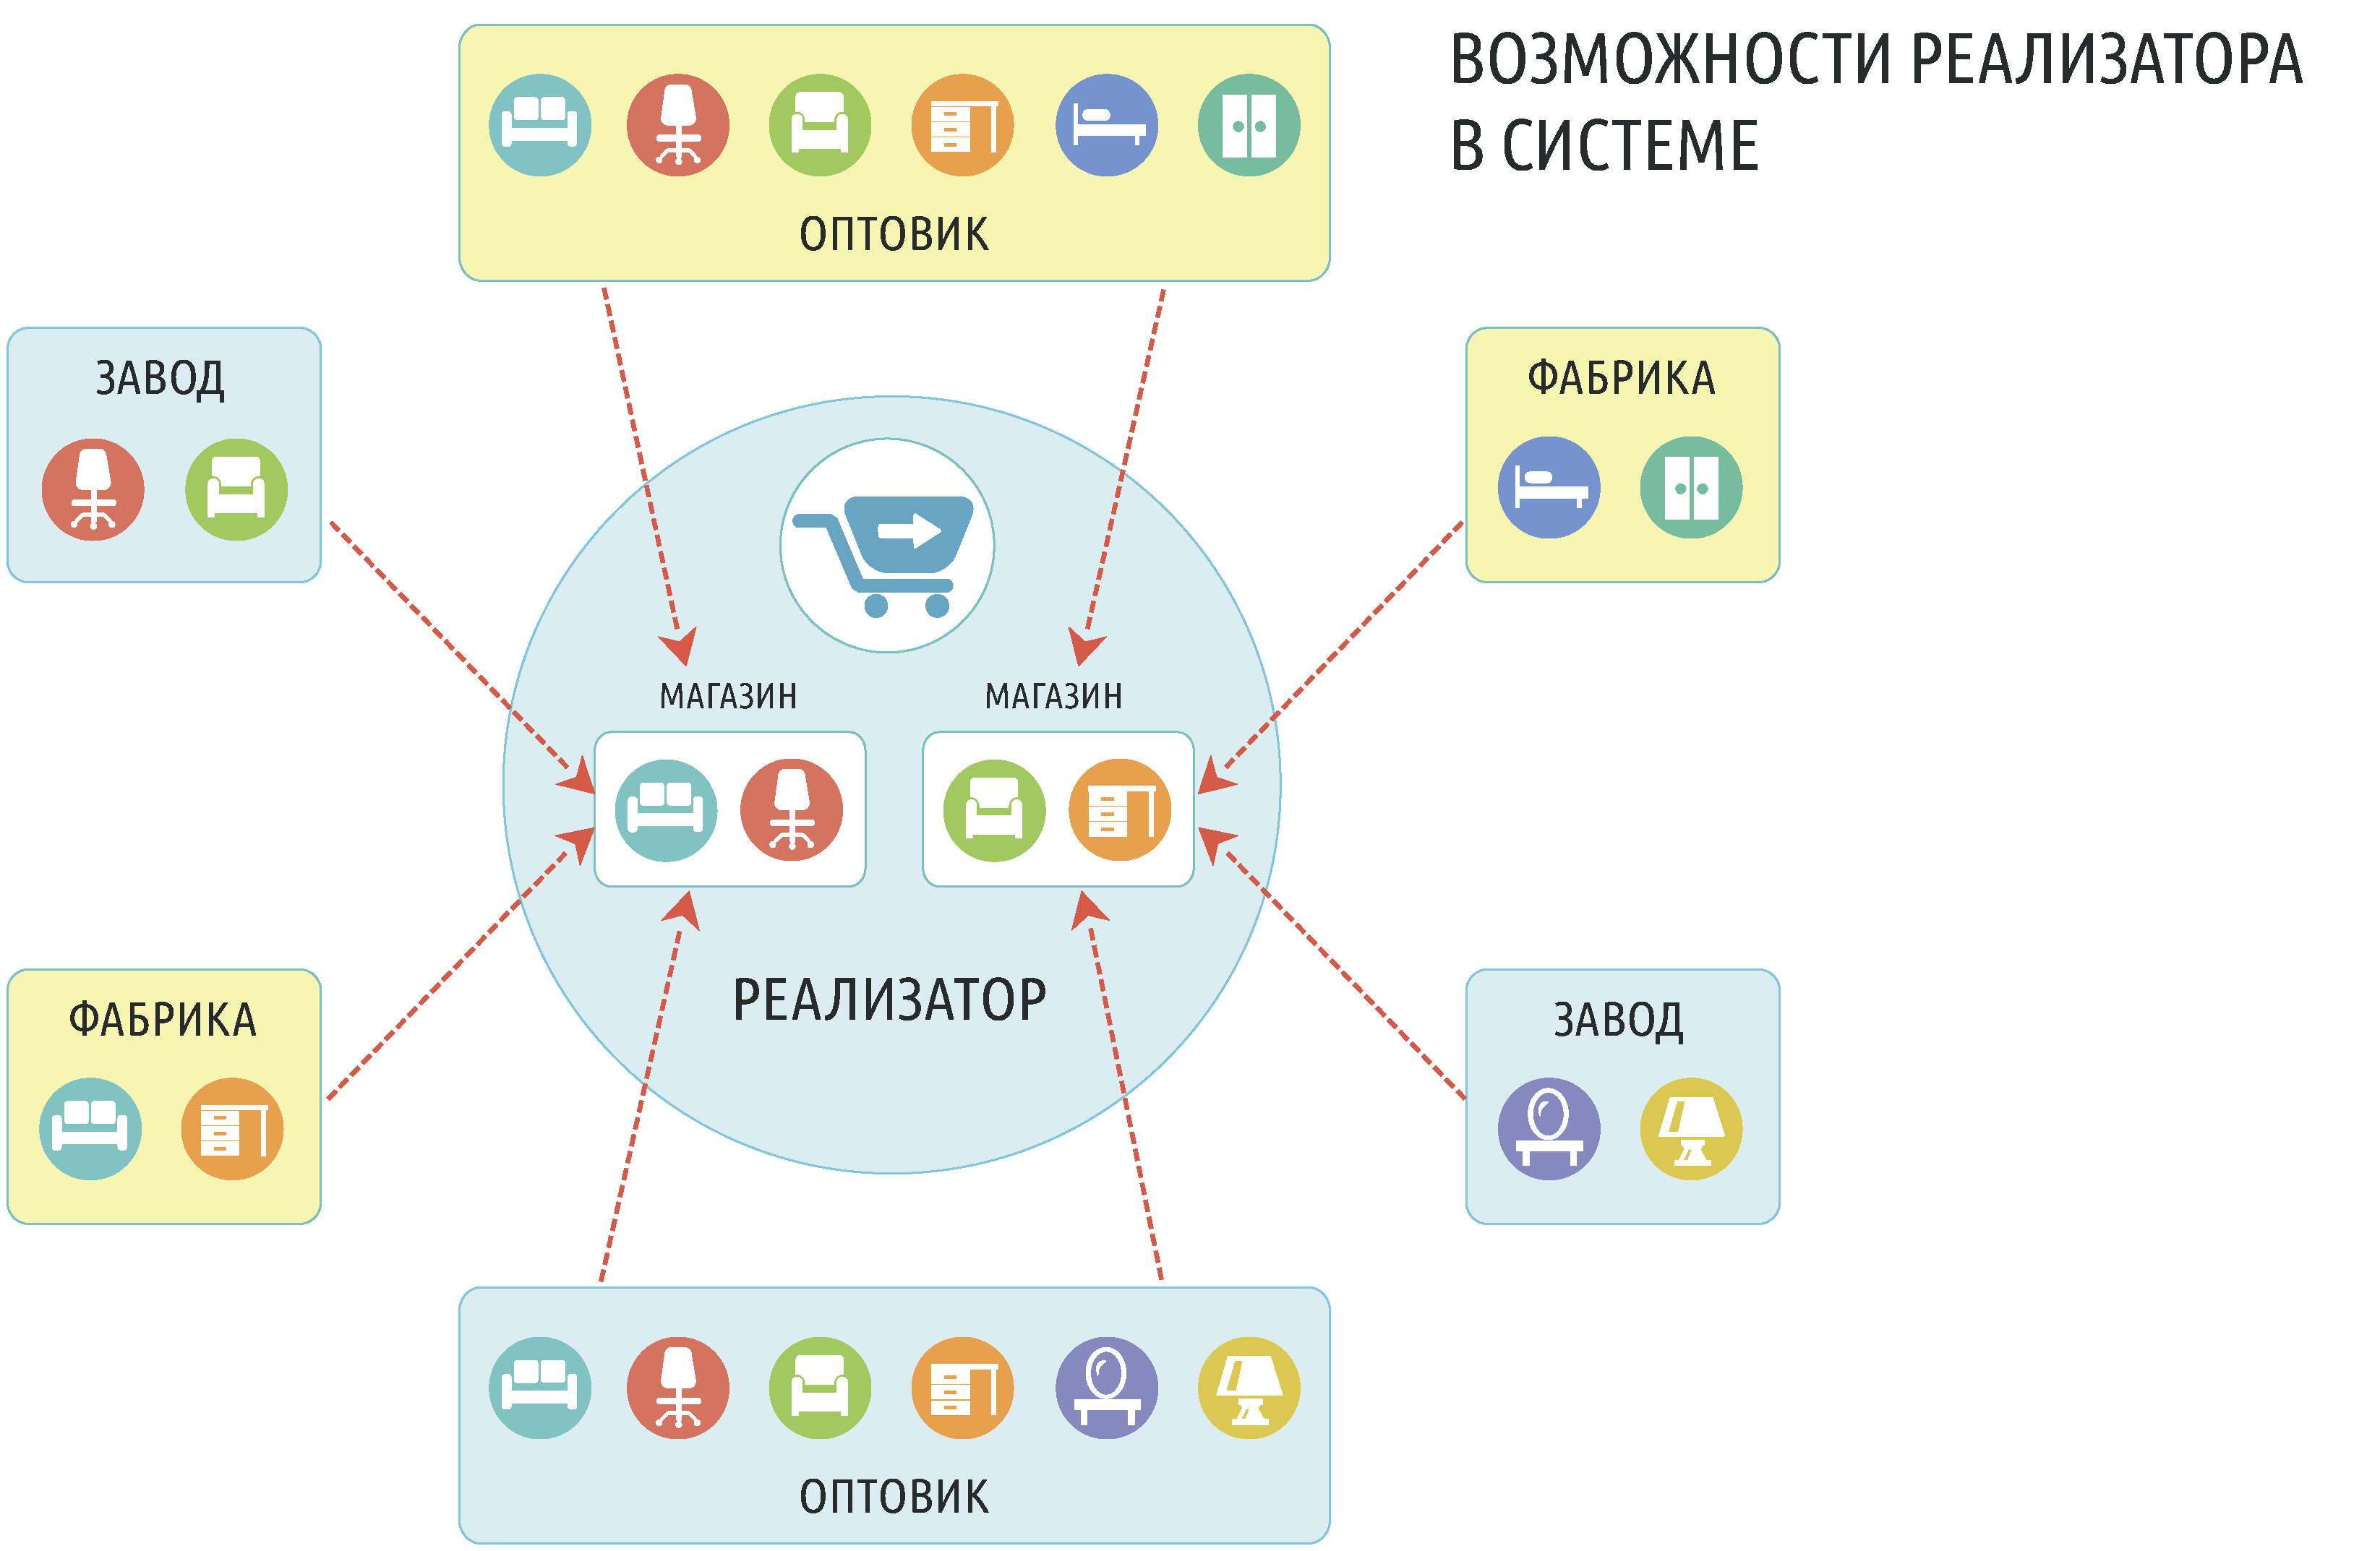 ВОЗМОЖНОСТИ РЕАЛИЗАТОРА
В СИСТЕМЕ
ОПТОВИК
ЗАВОД
ФАБРИКА
МАГАЗИН
МАГАЗИН
РЕАЛИЗАТОР
ФАБРИКА
ЗАВОД
ОПТОВИК